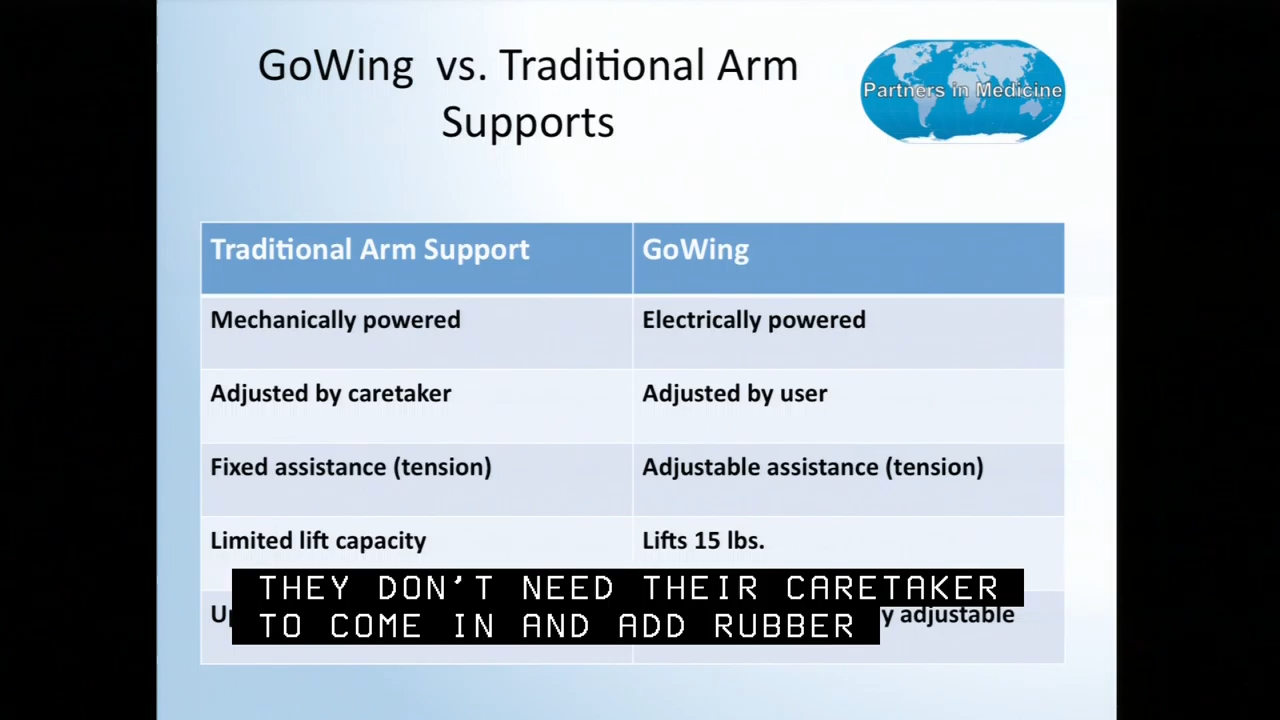 GoWing vs. Traditional Arm
Supports
Partners in Medicine
Traditional Arm Support
GoWing
Mechanically powered
Electrically powered
Adjusted by caretaker
Adjusted by user
Fixed assistance (tension)
Adjustable assistance (tension)
Limited lift capacity
Lifts 15 lbs.
adjustable
THEY DON'T NEED THEIR CARETAKER
TO COME IN AND ADD RUBBER